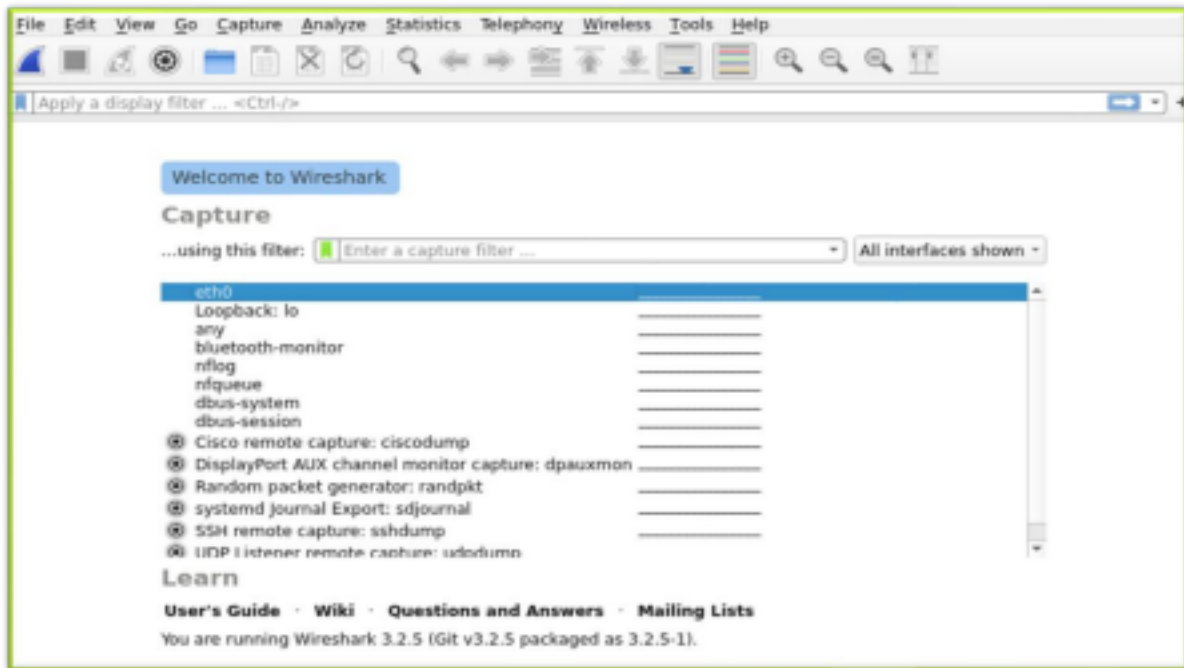 File Edit View Go Capture Analyze Statistics Telephony Wireless Tools Help
Apply a display filter ... <Ctrl-/>
Welcome to Wireshark
Capture
...using this filter: Enter a capture filter ... All interfaces shown
eth0
Loopback: lo
any
bluetooth-monitor
nflog
nfqueue
dbus-system
dbus-session
Cisco remote capture: ciscodump
DisplayPort AUX channel monitor capture: dpauxmon
Random packet generator: randpkt
systemd Journal Export: sdjournal
SSH remote capture: sshdump
UDP Listener remote capture: udpdump
Learn
User's Guide · Wiki · Questions and Answers · Mailing Lists
You are running Wireshark 3.2.5 (Git v3.2.5 packaged as 3.2.5-1).